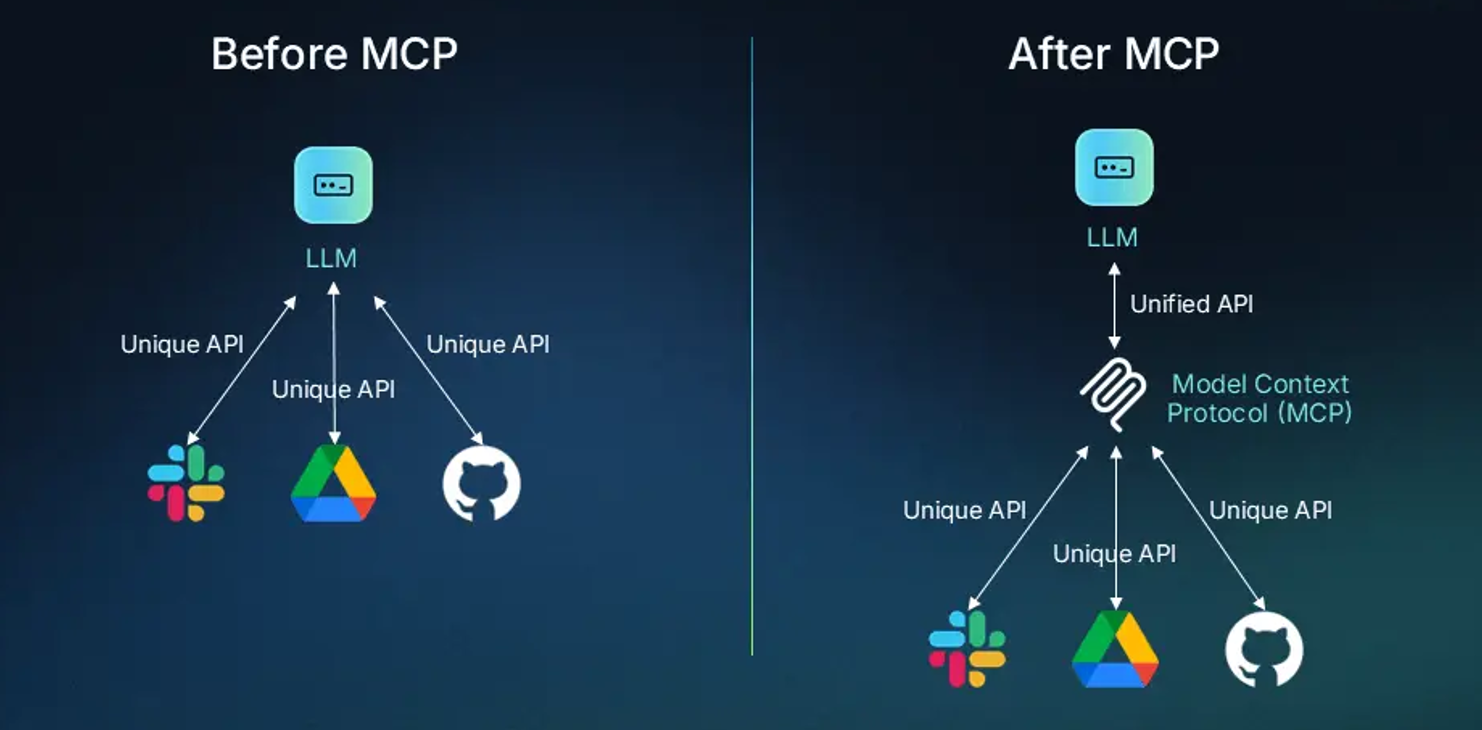 Before MCP
LLM
Unique API
Unique API
Unique API
After MCP
LLM
Unified API
Model Context
Protocol (MCP)
Unique API
Unique API
Unique API